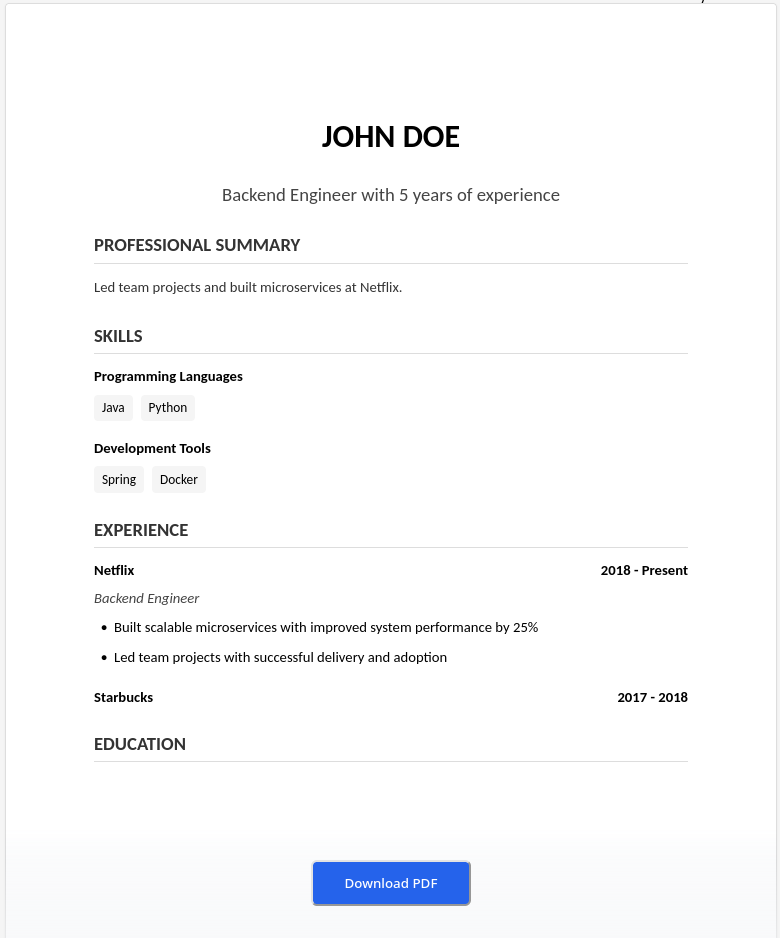 JOHN DOE
Backend Engineer with 5 years of experience
PROFESSIONAL SUMMARY
Led team projects and built microservices at Netflix.
SKILLS
Programming Languages
Java Python
Development Tools
Spring Docker
EXPERIENCE
Netflix 2018 - Present
Backend Engineer
• Built scalable microservices with improved system performance by 25%
• Led team projects with successful delivery and adoption
Starbucks 2017 - 2018
EDUCATION
Download PDF